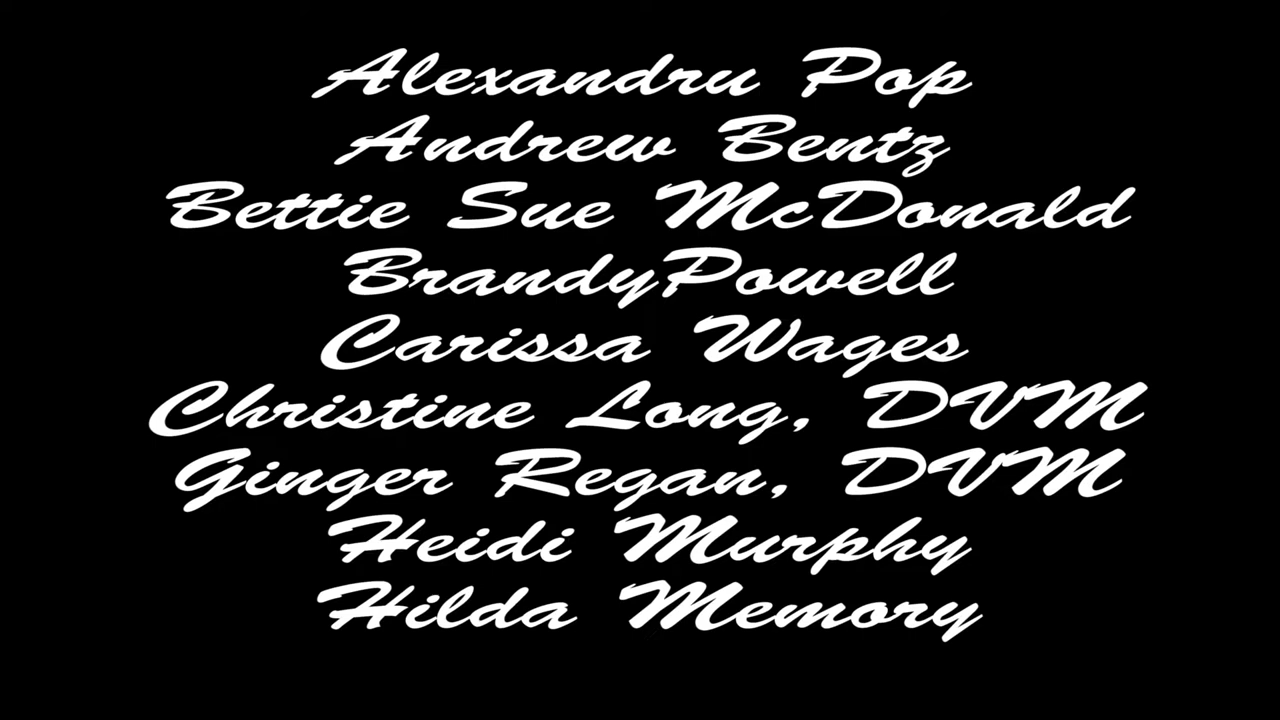 Alexandru Pop
Andrew Bentz
Bettie Sue McDonald
BrandyPowell
Carissa Wages
Christine Long, DVM
Ginger Regan, DVM
Heidi Murphy
Hilda Memory